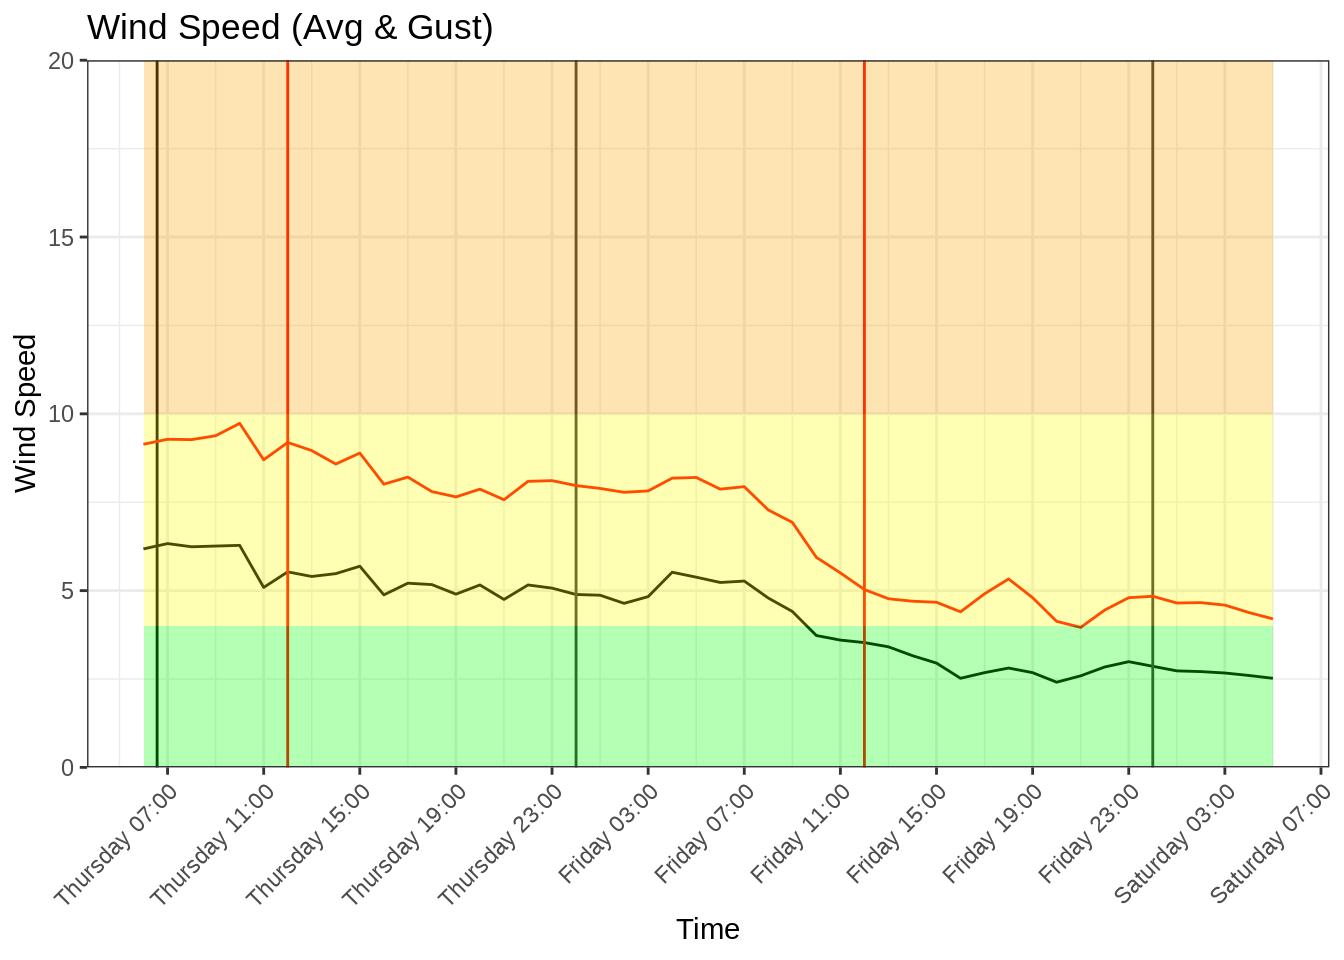 Wind Speed (Avg & Gust)
Wind Speed
20
15
10
5
0
Thursday 07:00
Thursday 11:00
Thursday 15:00
Thursday 19:00
Thursday 23:00
Friday 03:00
Friday 07:00
Friday 11:00
Friday 15:00
Friday 19:00
Friday 23:00
Saturday 03:00
Saturday 07:00
Time